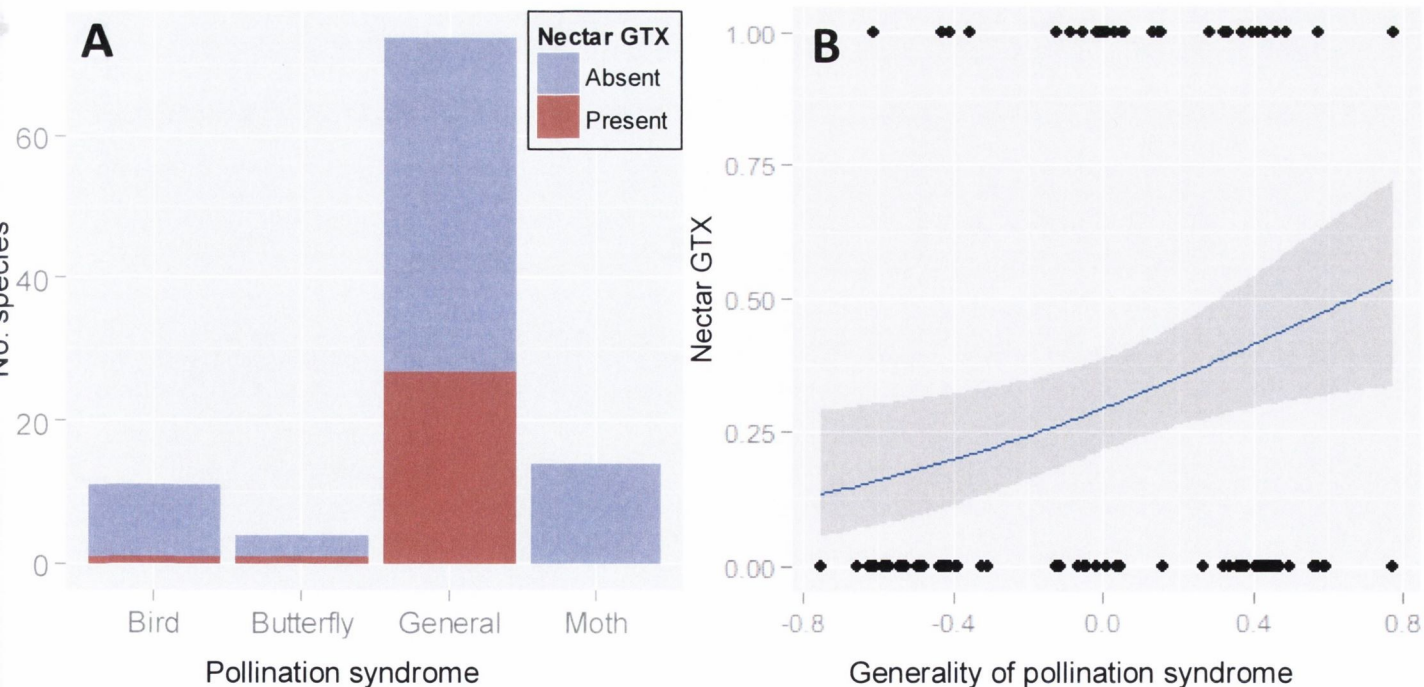 A
Nectar GTX
Absent
Present
60
40
20
0
No. species
Bird Butterfly General Moth
Pollination syndrome
B
1.00
0.75
0.50
0.25
0.00
Nectar GTX
-0.8 -0.4 0.0 0.4 0.8
Generality of pollination syndrome